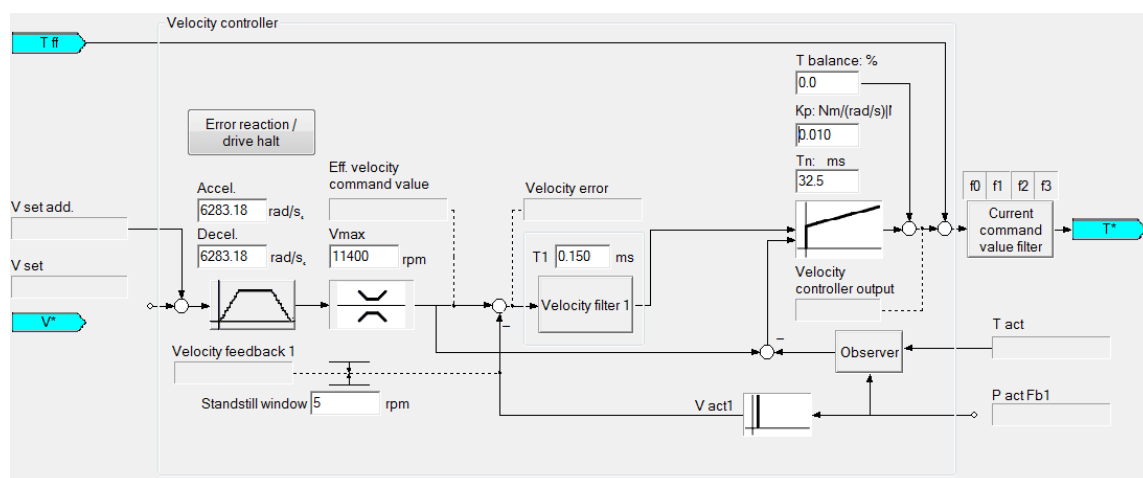 Velocity controller
T ff
T balance: %
0.0
Kp: Nm/(rad/s)|f
0.010
Tn: ms
32.5
Error reaction /
drive halt
Eff. velocity
command value
Velocity error
Accel.
6283.18 rad/s
Decel.
6283.18 rad/s
Vmax
11400 rpm
T1 0.150 ms
Velocity filter 1
V set add.
V set
V*
f0 f1 f2 f3
Current
command
value filter
T*
Velocity
controller output
Velocity feedback 1
Standstill window 5 rpm
Observer
T act
V act1
P act Fb1